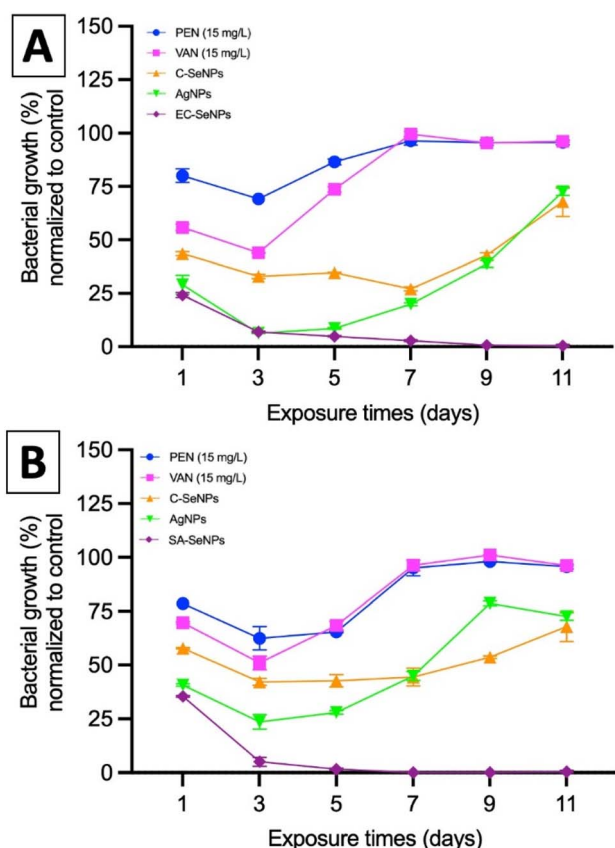 A
PEN (15 mg/L)
VAN (15 mg/L)
C-SeNPs
AgNPs
EC-SeNPs
Bacterial growth (%)
normalized to control
150
125
100
75
50
25
0
1 3 5 7 9 11
Exposure times (days)
B
PEN (15 mg/L)
VAN (15 mg/L)
C-SeNPs
AgNPs
SA-SeNPs
Bacterial growth (%)
normalized to control
150
125
100
75
50
25
0
1 3 5 7 9 11
Exposure times (days)